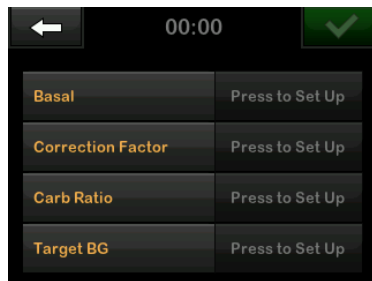 00:00
Basal Press to Set Up
Correction Factor Press to Set Up
Carb Ratio Press to Set Up
Target BG Press to Set Up